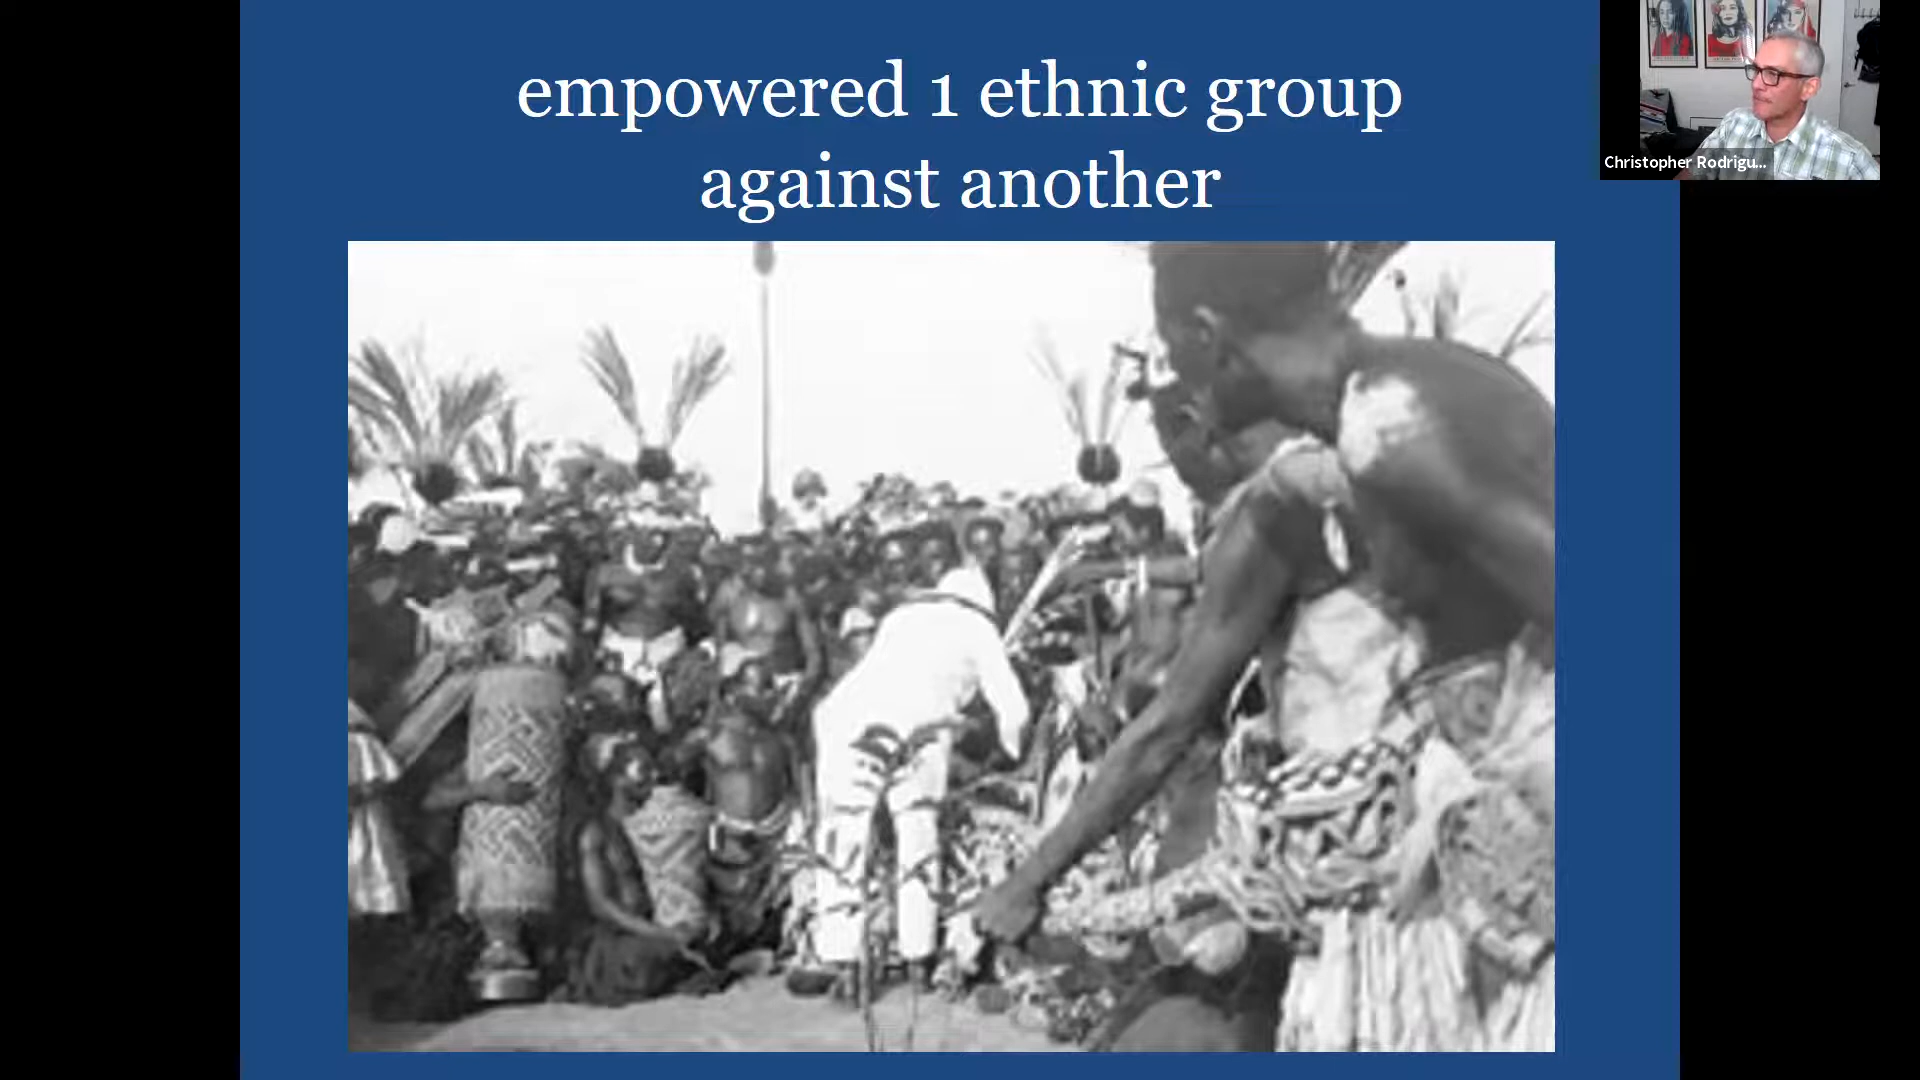 empowered 1 ethnic group
against another
Christopher Rodrigu...